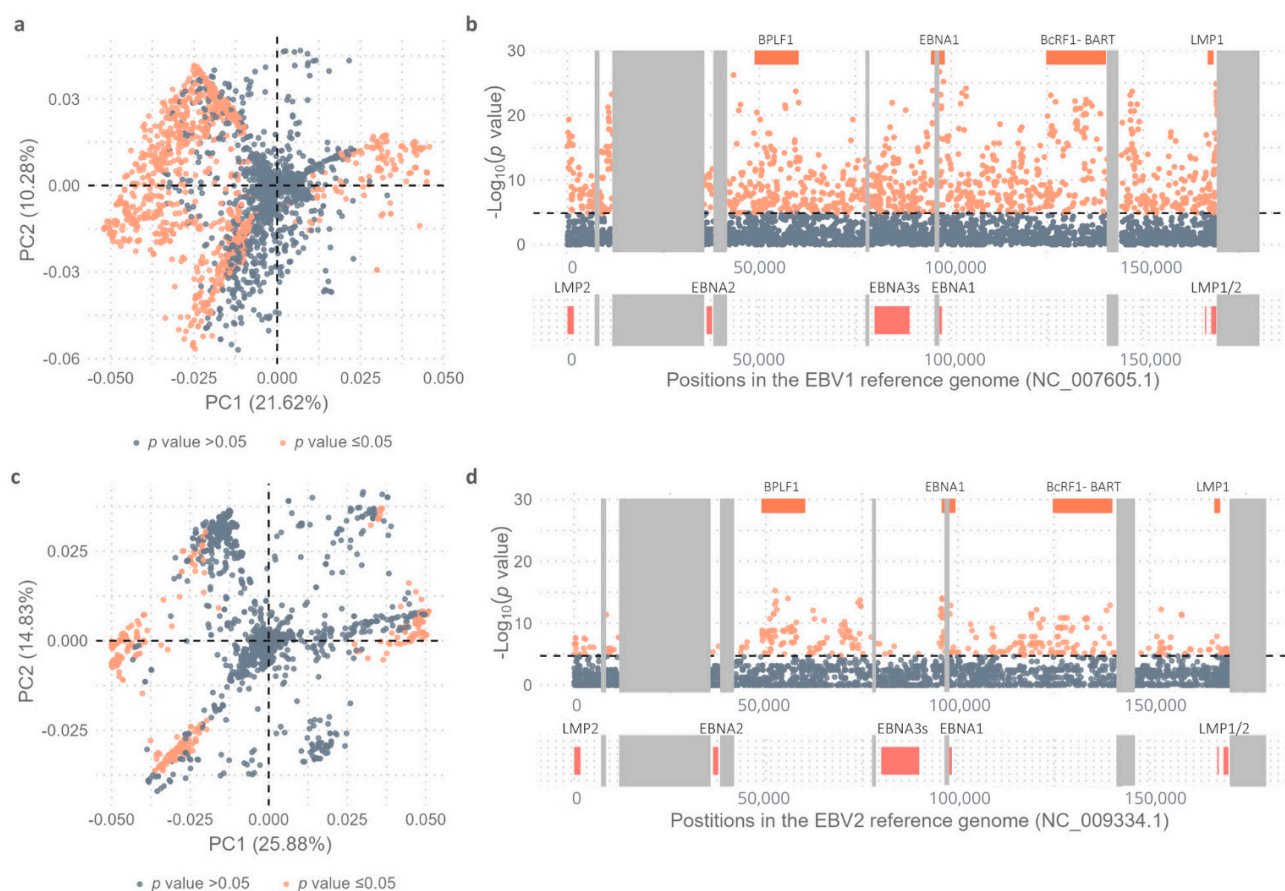 a
0.03
0.00
-0.03
-0.06
PC2 (10.28%)
-0.050 -0.025 0.000 0.025 0.050
PC1 (21.62%)
p value >0.05 p value ≤0.05
b
BPLF1 EBNA1 BcRF1- BART LMP1
30
25
20
15
10
5
0
-Log10(p value)
0 50,000 100,000 150,000
LMP2 EBNA2 EBNA3s EBNA1 LMP1/2
0 50,000 100,000 150,000
Positions in the EBV1 reference genome (NC_007605.1)
c
0.025
0.000
-0.025
PC2 (14.83%)
-0.050 -0.025 0.000 0.025 0.050
PC1 (25.88%)
p value >0.05 p value ≤0.05
d
BPLF1 EBNA1 BcRF1- BART LMP1
30
25
20
15
10
5
0
-Log10(p value)
0 50,000 100,000 150,000
LMP2 EBNA2 EBNA3s EBNA1 LMP1/2
0 50,000 100,000 150,000
Postitions in the EBV2 reference genome (NC_009334.1)